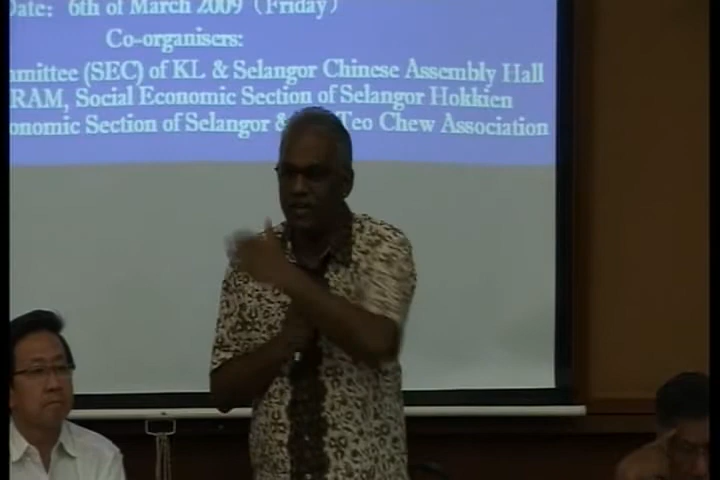 Date: 6th of March 2009 (Friday)
Co-organisers:
mmittee (SEC) of KL & Selangor Chinese Assembly Hall
RAM, Social Economic Section of Selangor Hokkien
onomic Section of Selangor & Teo Chew Association